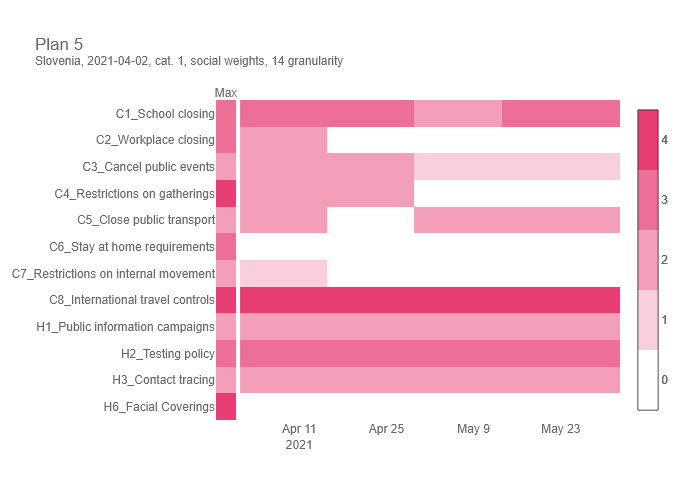 Plan 5
Slovenia, 2021-04-02, cat. 1, social weights, 14 granularity
Max
C1_School closing
C2_Workplace closing
C3_Cancel public events
C4_Restrictions on gatherings
C5_Close public transport
C6_Stay at home requirements
C7_Restrictions on internal movement
C8_International travel controls
H1_Public information campaigns
H2_Testing policy
H3_Contact tracing
H6_Facial Coverings
Apr 11 Apr 25 May 9 May 23
2021
4
3
2
1
0